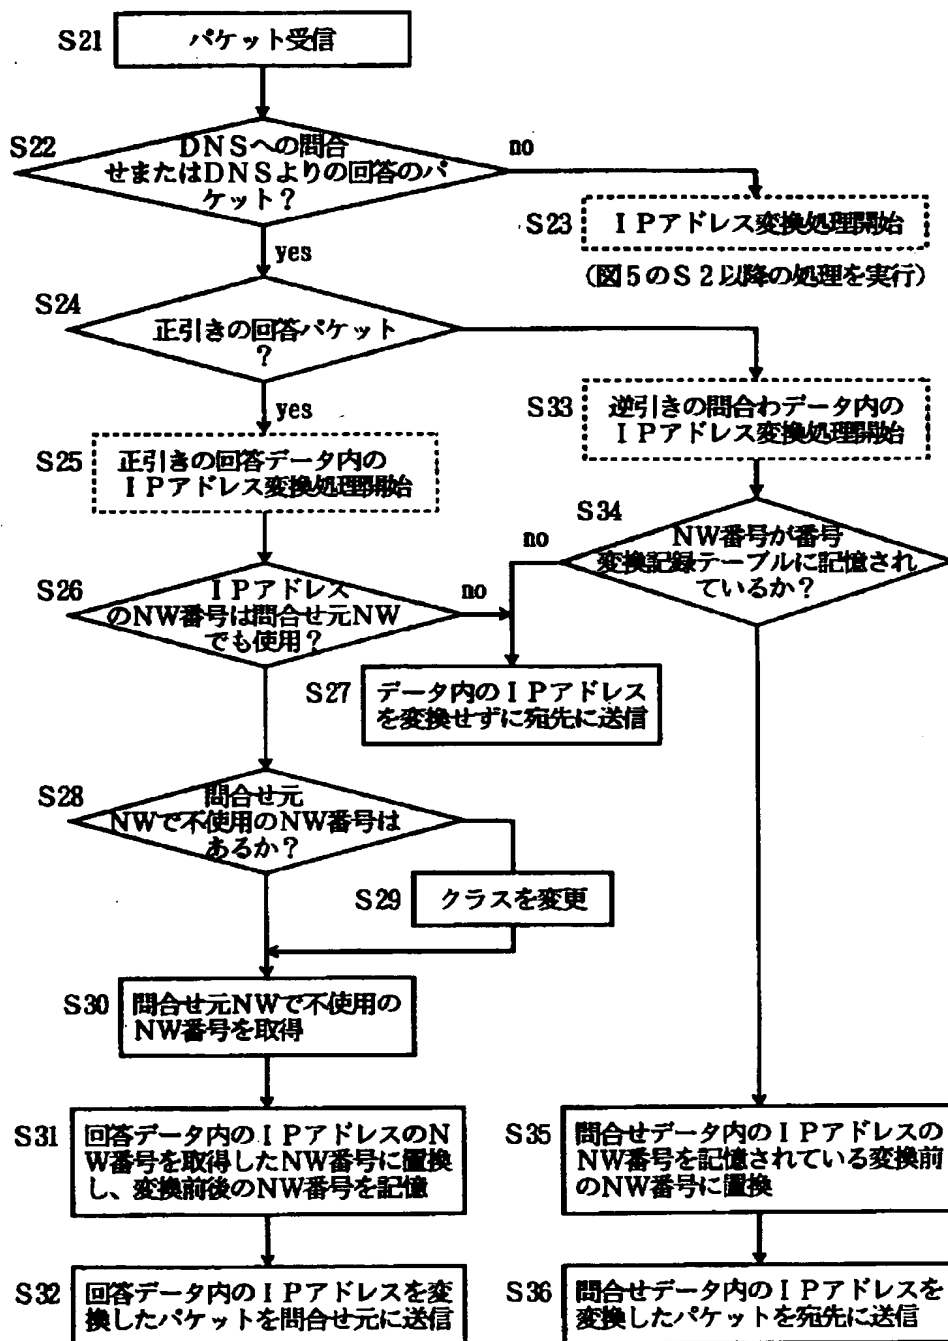 S21
パケット受信
S22
DNSへの問合
せまたはDNSよりの回答のパ
ケット?
no
yes
S23
IPアドレス変換処理開始
(図5のS2以降の処理を実行)
S24
正引きの回答パケット
?
yes
S33
逆引きの問合わデータ内の
IPアドレス変換処理開始
S25
正引きの回答データ内の
IPアドレス変換処理開始
S34
NW番号が番号
変換記録テーブルに記憶され
ているか?
no
S26
IPアドレス
のNW番号は問合せ元NW
でも使用?
no
S27
データ内のIPアドレス
を変換せずに宛先に送信
S28
問合せ元
NWで不使用のNW番号は
あるか?
S29
クラスを変更
S30
問合せ元NWで不使用の
NW番号を取得
S31
回答データ内のIPアドレスのN
W番号を取得したNW番号に置換
し、変換前後のNW番号を記憶
S35
問合せデータ内のIPアドレスの
NW番号を記憶されている変換前
のNW番号に置換
S32
回答データ内のIPアドレスを変
換したパケットを問合せ元に送信
S36
問合せデータ内のIPアドレスを
変換したパケットを宛先に送信